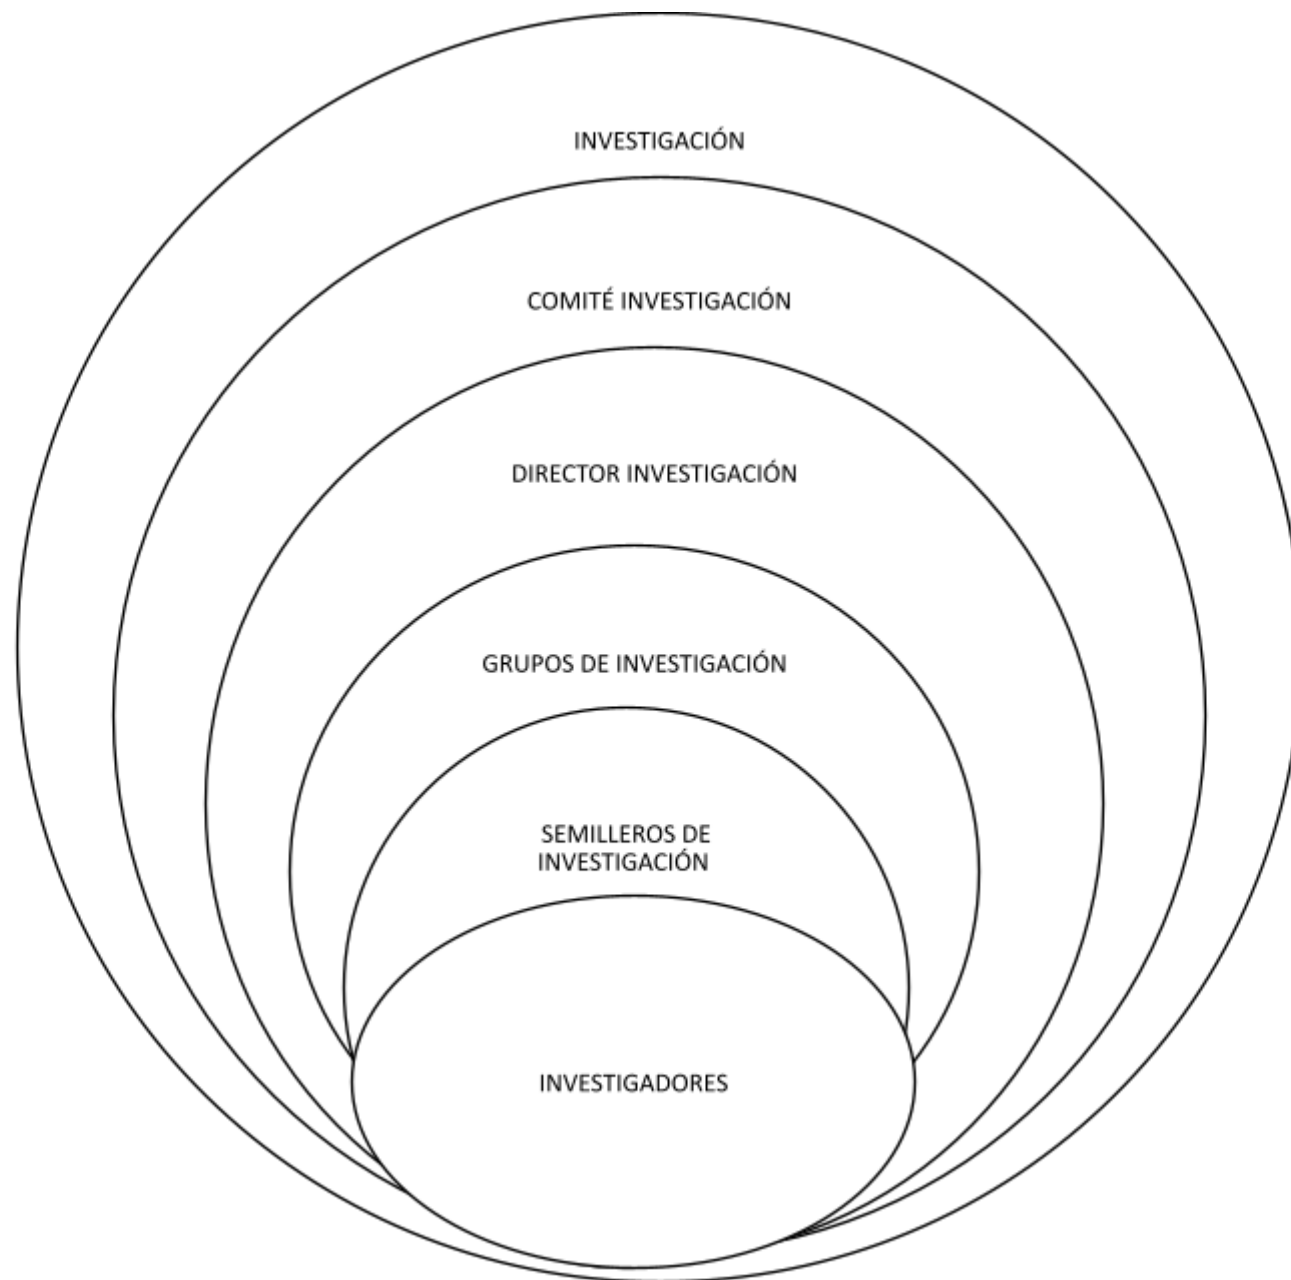 INVESTIGACIÓN
COMITÉ INVESTIGACIÓN
DIRECTOR INVESTIGACIÓN
GRUPOS DE INVESTIGACIÓN
SEMILLEROS DE
INVESTIGACIÓN
INVESTIGADORES